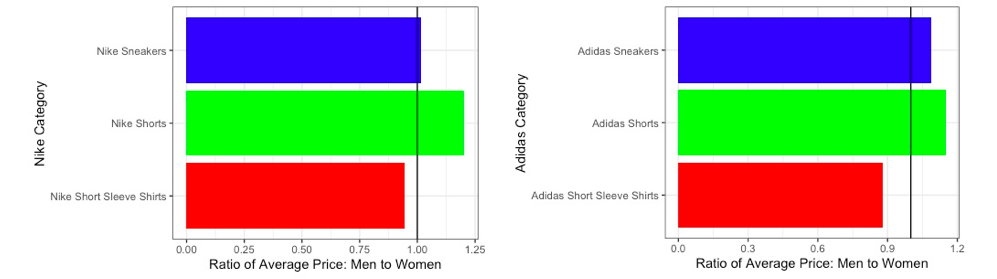 Nike Category
Nike Sneakers
Nike Shorts
Nike Short Sleeve Shirts
0.00 0.25 0.50 0.75 1.00 1.25
Ratio of Average Price: Men to Women
Adidas Category
Adidas Sneakers
Adidas Shorts
Adidas Short Sleeve Shirts
0.0 0.3 0.6 0.9 1.2
Ratio of Average Price: Men to Women